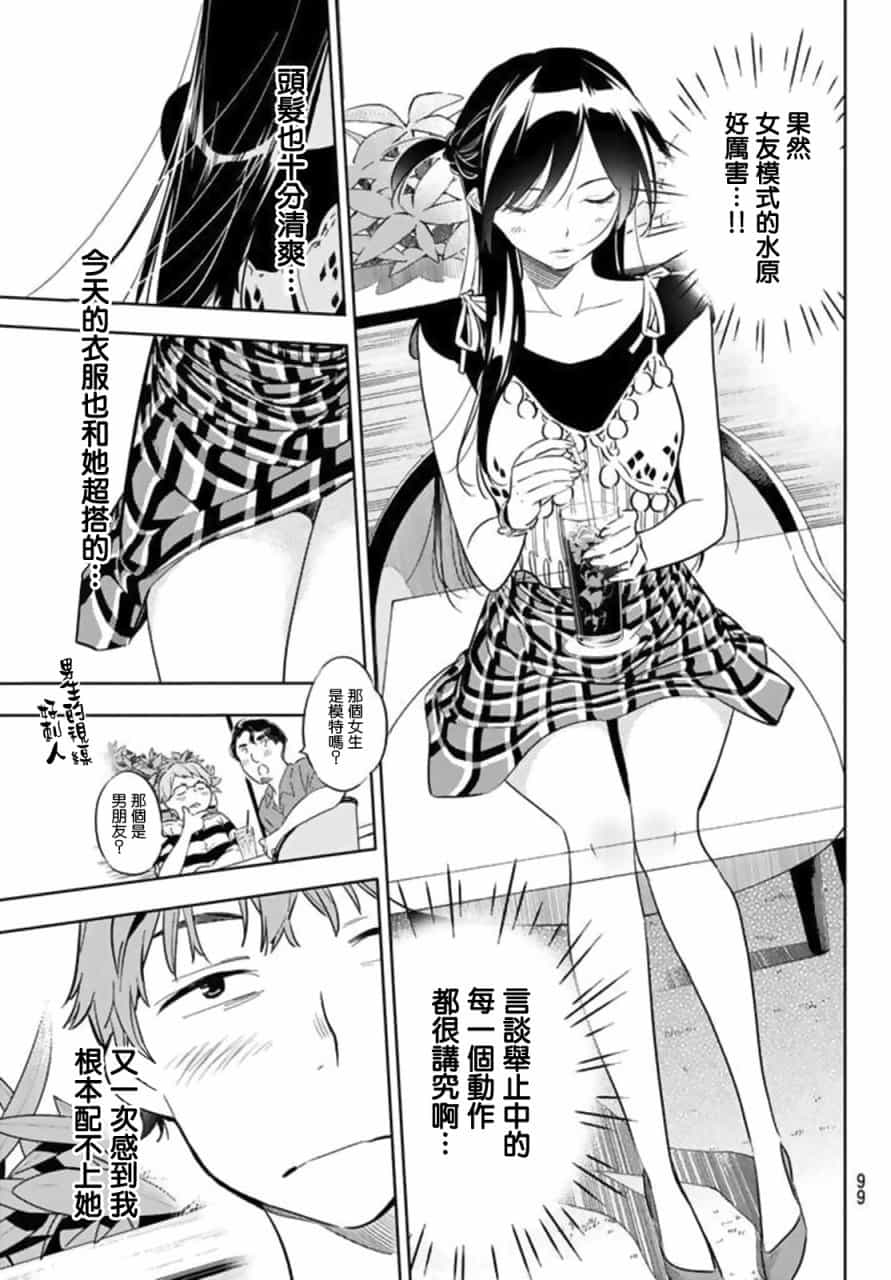 果然
女友模式的水原
好厲害…!!
言談舉止中的
每一個動作
都很講究啊…
頭髮也十分清爽…
今天的衣服也和她超搭的…
那個女生
是模特嗎？
那個是
男朋友？
男生的視線
好刺人
又一次感到我
根本配不上她
99